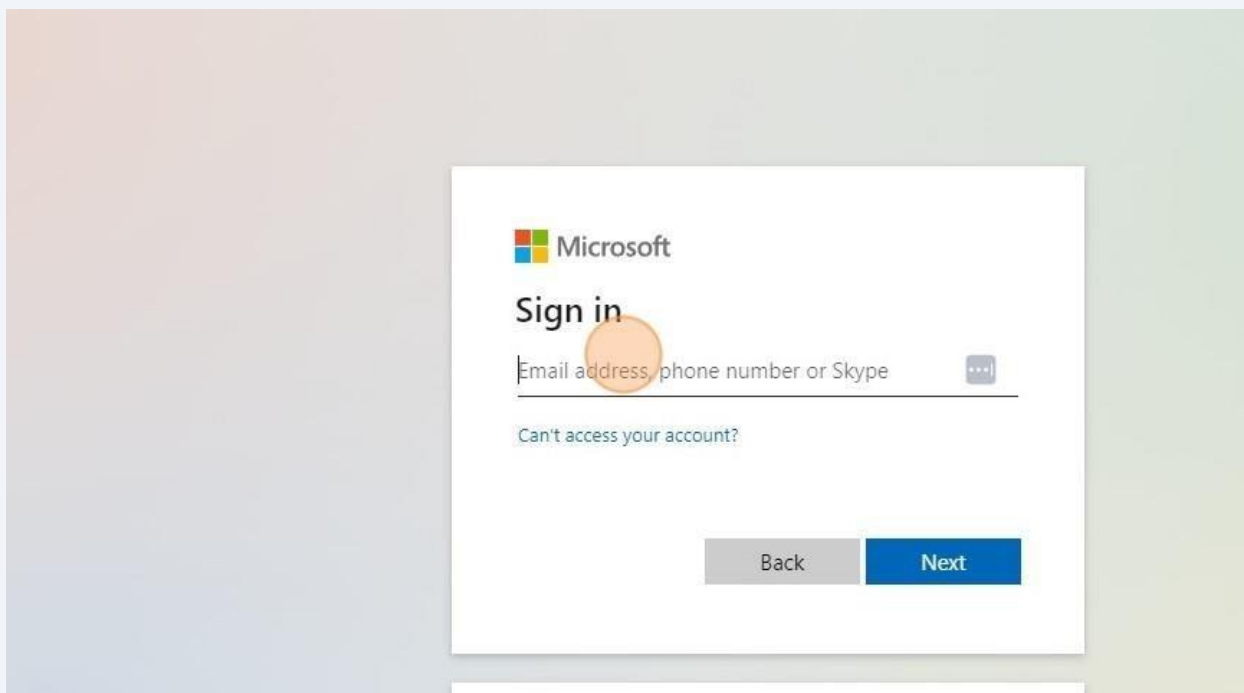 Microsoft
Sign in
Email address, phone number or Skype
Can't access your account?
Back Next